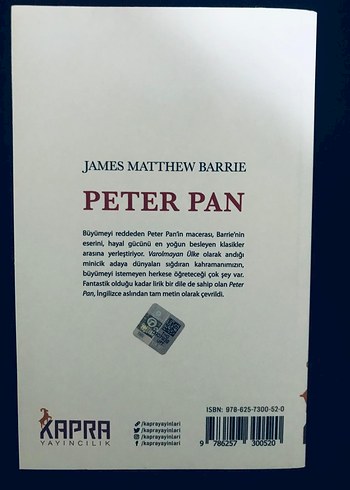 JAMES MATTHEW BARRIE
PETER PAN
Büyümeyi reddeden Peter Pan'in macerası, Barrie'nin
eserini, hayal gücünü en yoğun besleyen klasikler
arasına yerleştiriyor. Varolmayan Ülke olarak andığı
minicik adaya dünyaları sığdıran kahramanımızın,
büyümeyi istemeyen herkese öğreteceği çok şey var.
Fantastik olduğu kadar lirik bir dile de sahip olan Peter
Pan, İngilizce aslından tam metin olarak çevrildi.
KAPRA
YAYINCILIK
/kaprayayinlari
/kaprayayinlari
/kaprayayinlari
ISBN: 978-625-7300-52-0
9 786257 300520